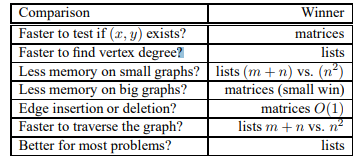 Comparison Winner
Faster to test if (x, y) exists? matrices
Faster to find vertex degree? lists
Less memory on small graphs? lists (m + n) vs. (n²)
Less memory on big graphs? matrices (small win)
Edge insertion or deletion? matrices O(1)
Faster to traverse the graph? lists m + n vs. n²
Better for most problems? lists